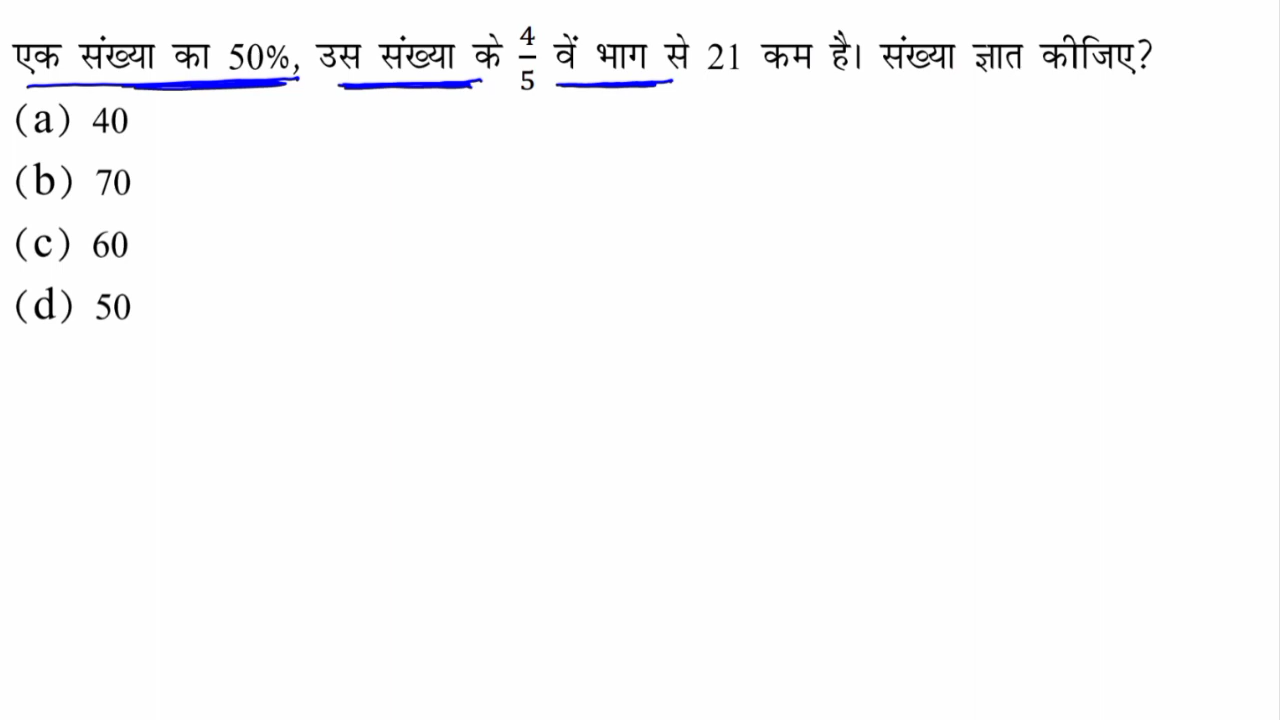 एक संख्या का 50%, उस संख्या के 4/5 वें भाग से 21 कम है। संख्या ज्ञात कीजिए?
(a) 40
(b) 70
(c) 60
(d) 50